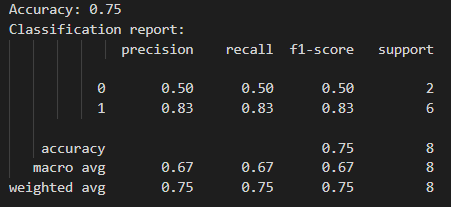 Accuracy: 0.75
Classification report:
precision recall f1-score support
0 0.50 0.50 0.50 2
1 0.83 0.83 0.83 6
accuracy 0.75 8
macro avg 0.67 0.67 0.67 8
weighted avg 0.75 0.75 0.75 8